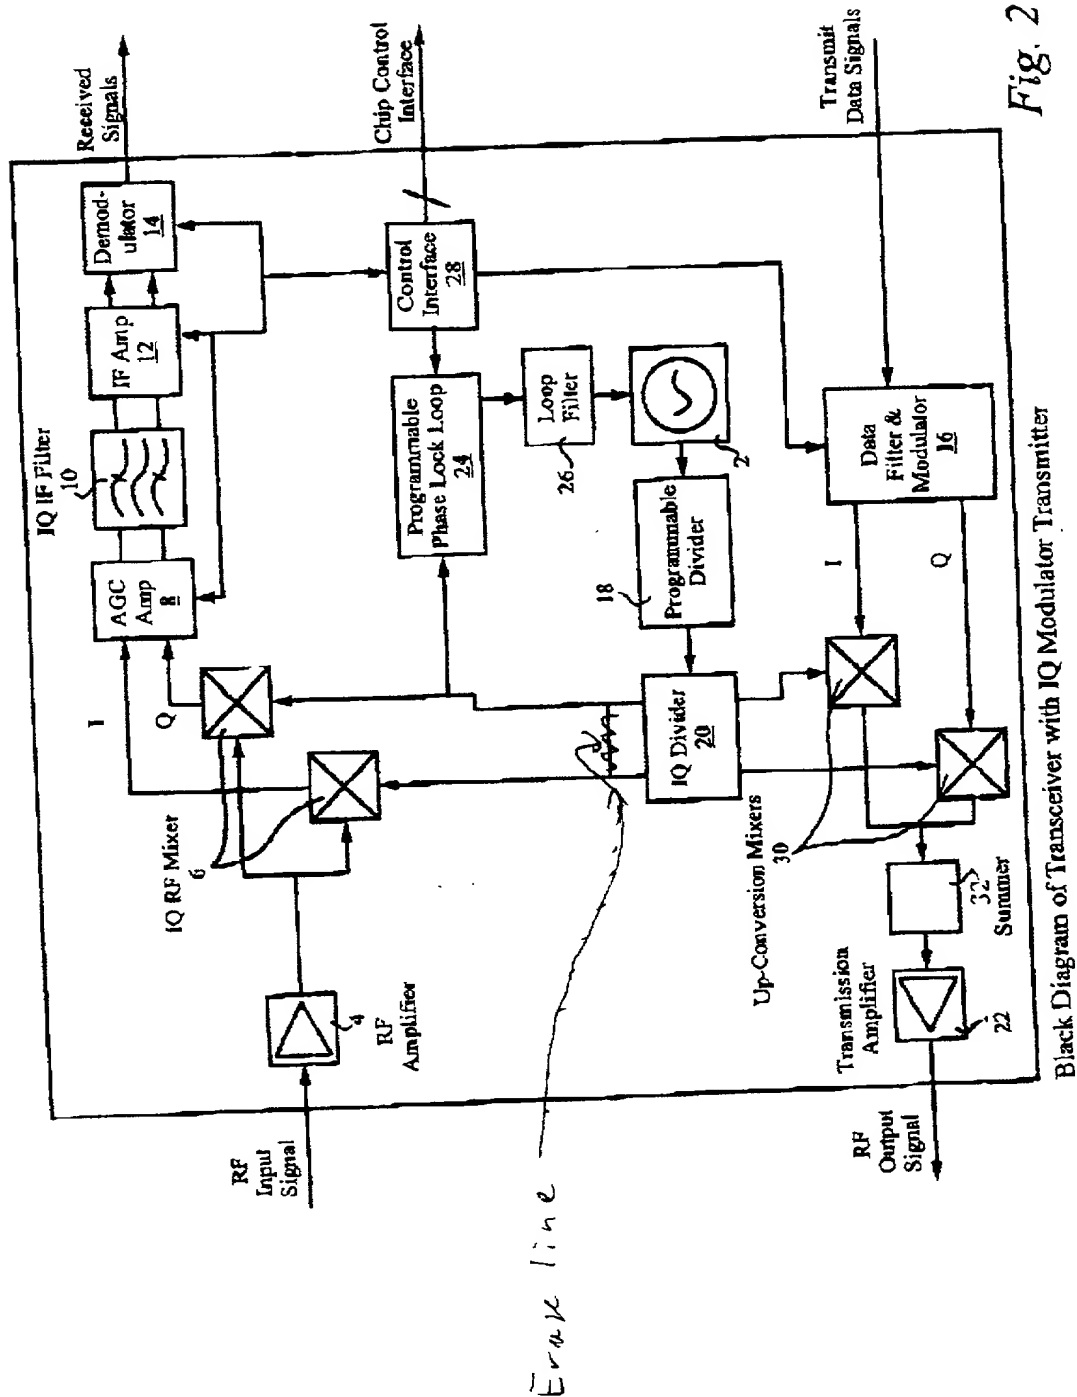 Received
Signals
Chip Control
Interface
Transmit
Data Signals
Fig. 2
Demod-
ulator
14
IF Amp
12
IQ IF Filter
10
AGC
Amp
8
I
Q
Control
Interface
28
Programmable
Phase Lock Loop
24
Loop
Filter
26
2
Programmable
Divider
18
IQ Divider
20
Data
Filter &
Modulator
16
I
Q
IQ RF Mixer
6
Up-Conversion Mixers
30
32
Summer
RF
Amplifier
4
Transmission
Amplifier
22
RF
Input
Signal
RF
Output
Signal
Erase line
Black Diagram of Transceiver with IQ Modulator Transmitter